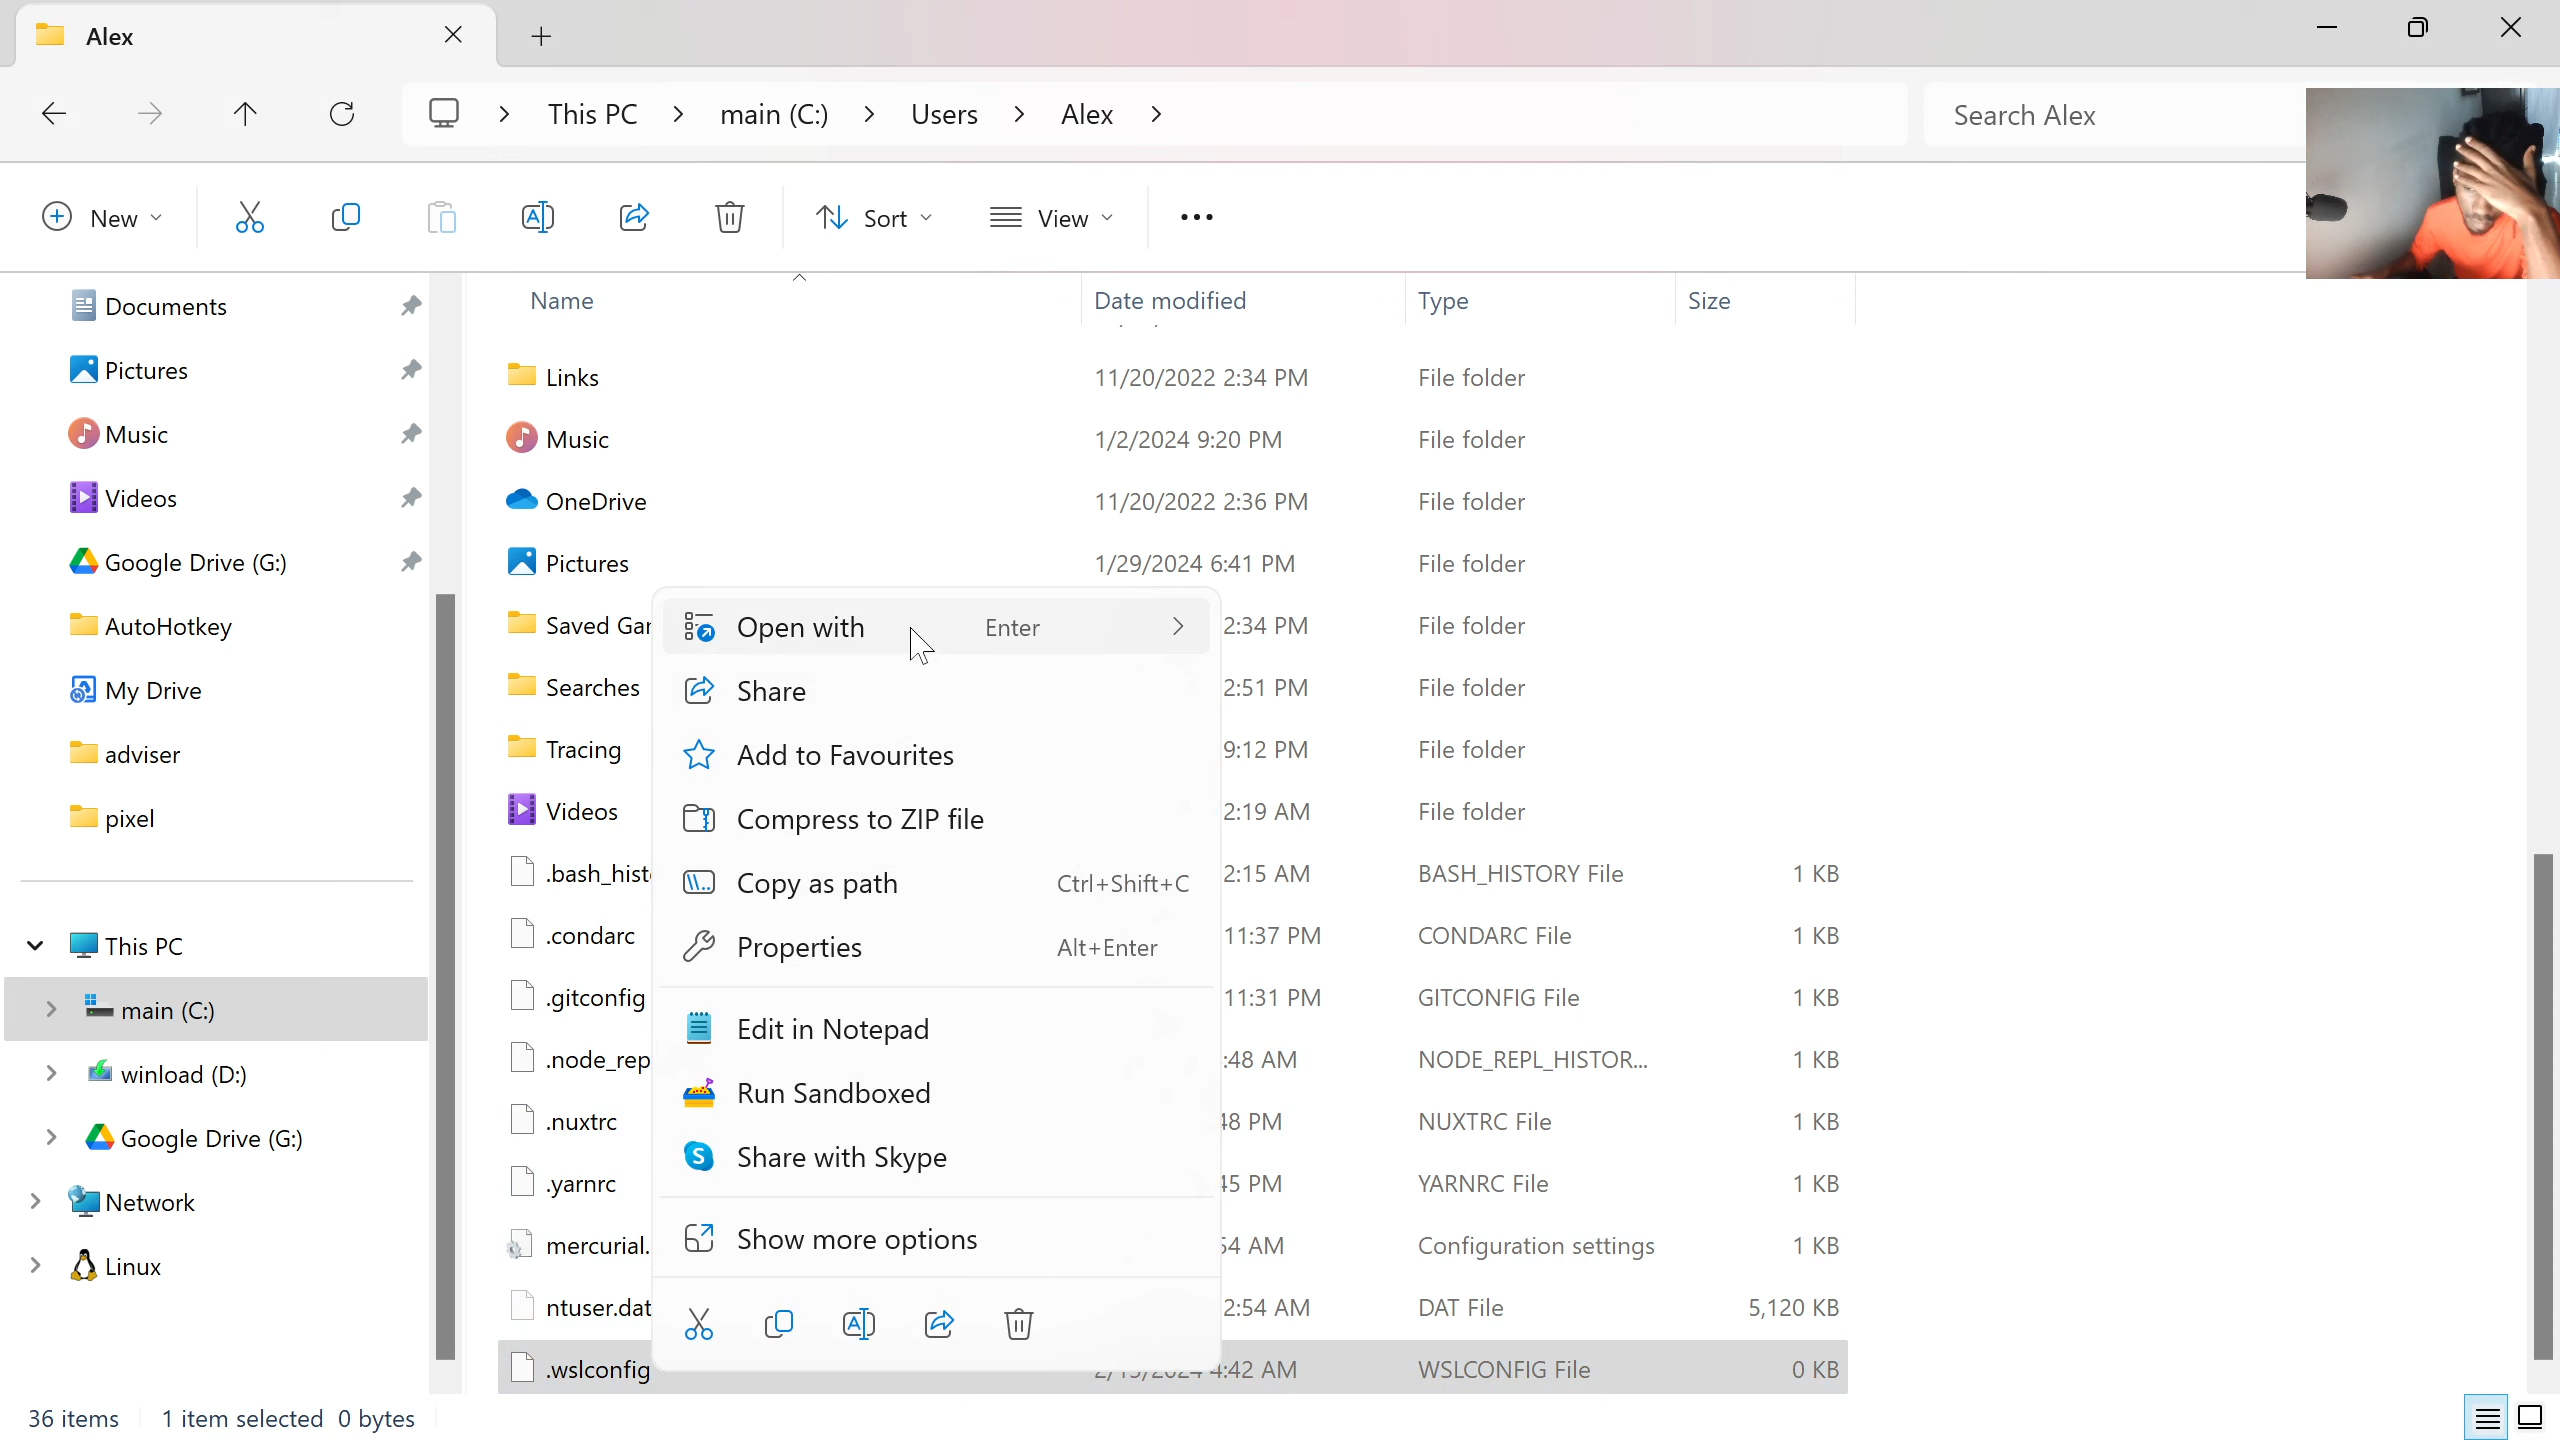 Alex
This PC
main (C:)
Users
Alex
Search Alex
New
Sort
View
Documents
Pictures
Music
Videos
Google Drive (G:)
AutoHotkey
My Drive
adviser
pixel
This PC
main (C:)
winload (D:)
Google Drive (G:)
Network
Linux
Name Date modified Type Size
Links 11/20/2022 2:34 PM File folder
Music 1/2/2024 9:20 PM File folder
OneDrive 11/20/2022 2:36 PM File folder
Pictures 1/29/2024 6:41 PM File folder
Saved Gar 2:34 PM File folder
Searches 2:51 PM File folder
Tracing 9:12 PM File folder
Videos 2:19 AM File folder
.bash_hist 2:15 AM BASH_HISTORY File 1 KB
.condarc 11:37 PM CONDARC File 1 KB
.gitconfig 11:31 PM GITCONFIG File 1 KB
.node_rep :48 AM NODE_REPL_HISTOR... 1 KB
.nuxtrc 48 PM NUXTRC File 1 KB
.yarnrc 45 PM YARNRC File 1 KB
mercurial. 54 AM Configuration settings 1 KB
ntuser.dat 2:54 AM DAT File 5,120 KB
.wslconfig 4:42 AM WSLCONFIG File 0 KB
Open with Enter
Share
Add to Favourites
Compress to ZIP file
Copy as path Ctrl+Shift+C
Properties Alt+Enter
Edit in Notepad
Run Sandboxed
Share with Skype
Show more options
36 items 1 item selected 0 bytes